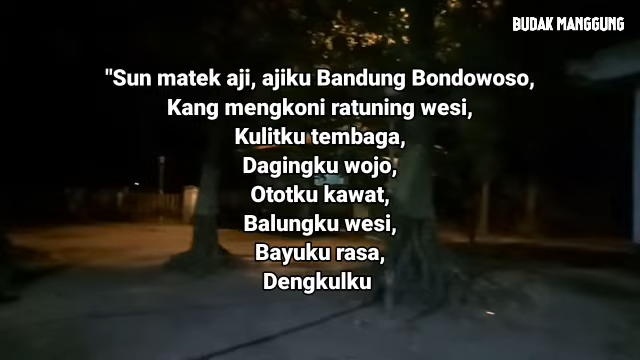 BUDAK MANGGUNG
"Sun matek aji, ajiku Bandung Bondowoso,
Kang mengkoni ratuning wesi,
Kulitku tembaga,
Dagingku wojo,
Ototku kawat,
Balungku wesi,
Bayuku rasa,
Dengkulku